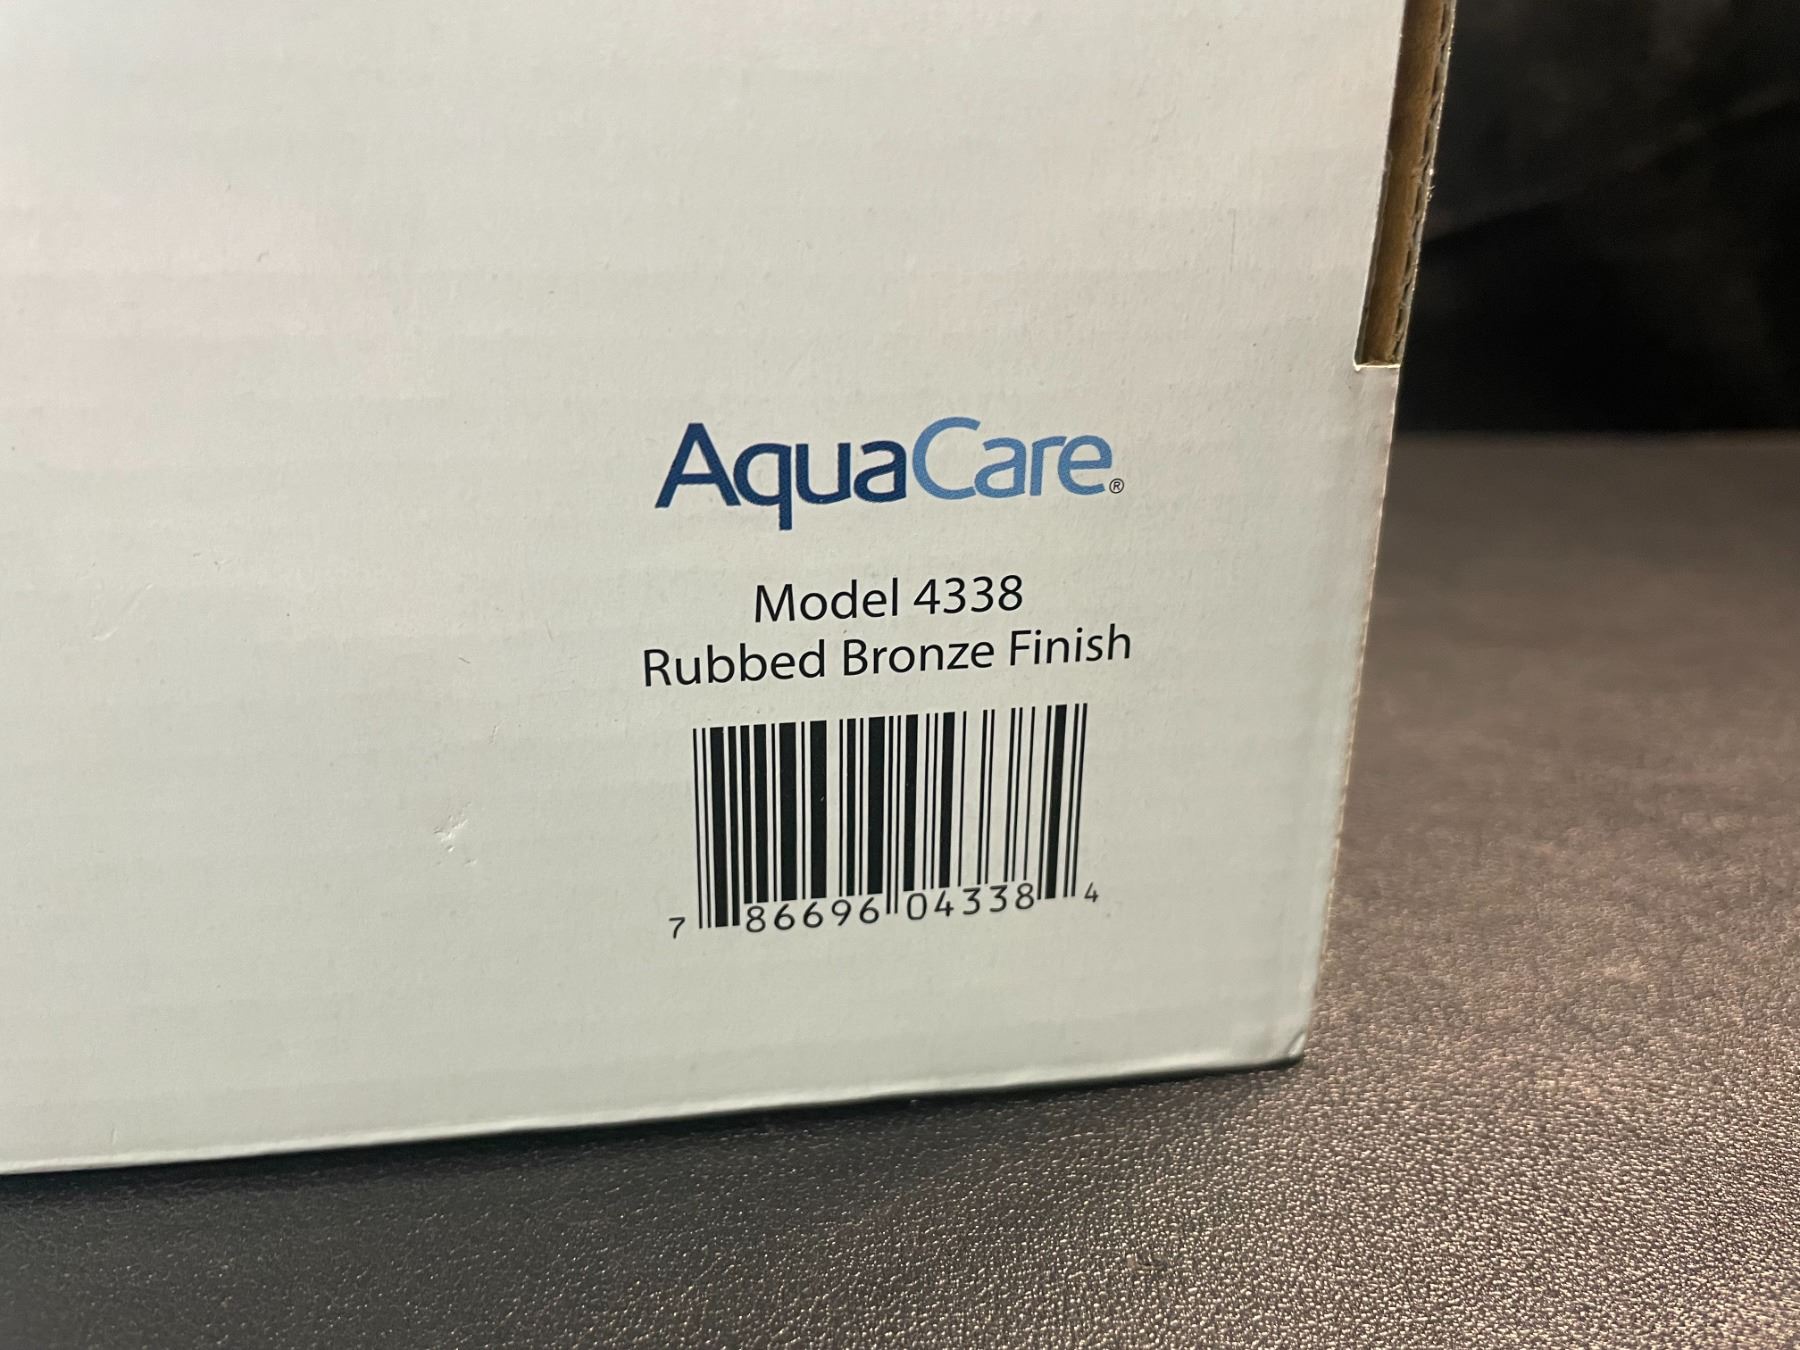 AquaCare®
Model 4338
Rubbed Bronze Finish
7 86696 04338 4